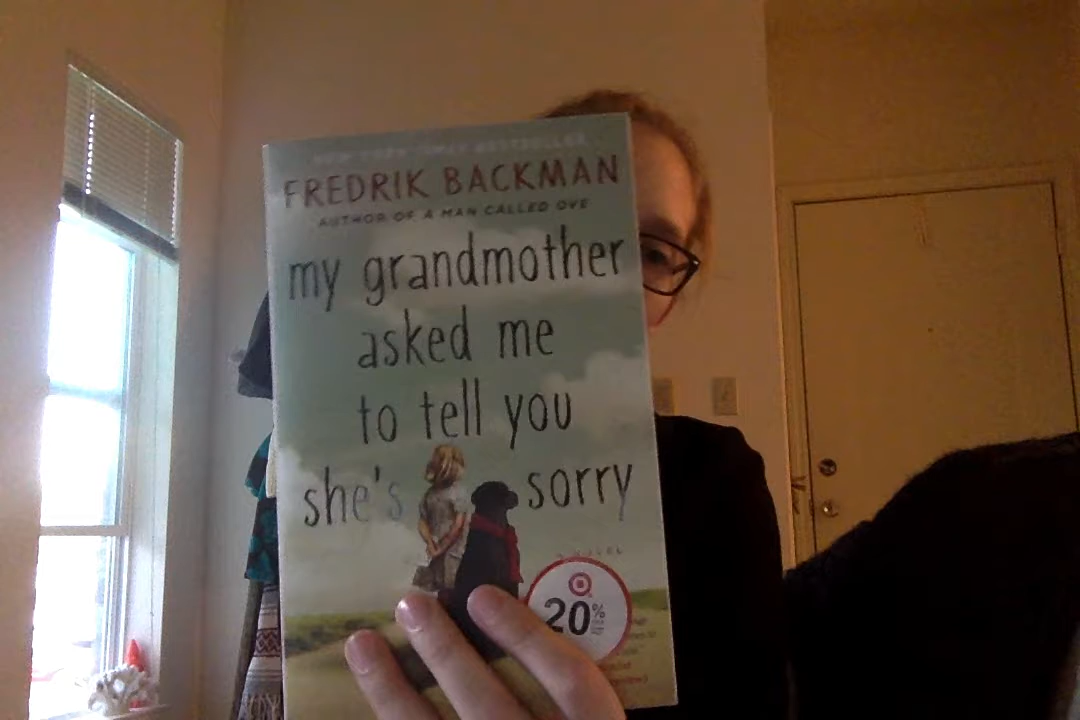 NEW YORK TIMES BESTSELLER
FREDRIK BACKMAN
AUTHOR OF A MAN CALLED OVE
my grandmother
asked me
to tell you
she's sorry
A NOVEL
20%